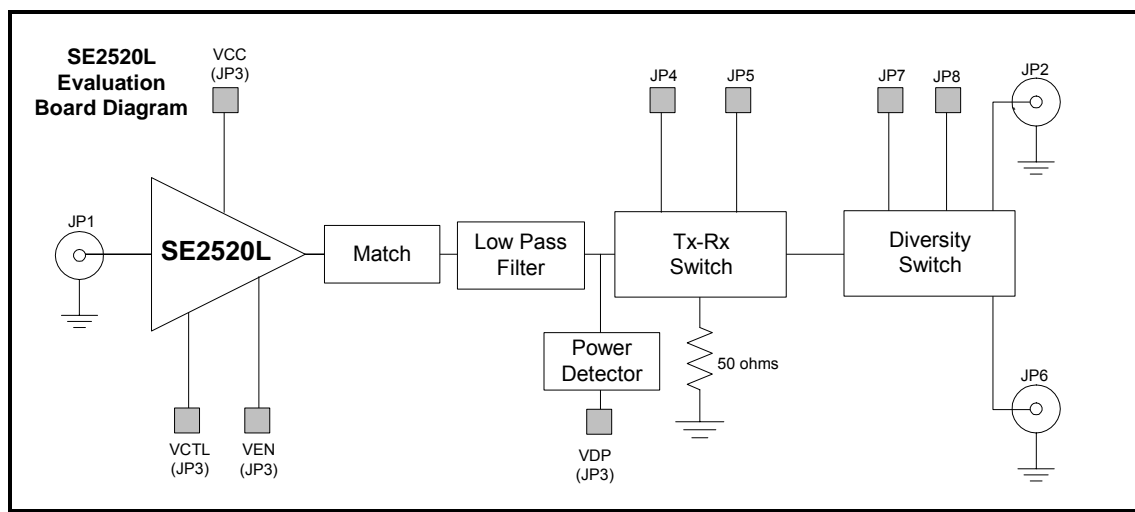 SE2520L
Evaluation
Board Diagram
VCC
(JP3)
JP4
JP5
JP7
JP8
JP2
JP1
SE2520L
Match
Low Pass
Filter
Tx-Rx
Switch
Diversity
Switch
Power
Detector
50 ohms
JP6
VCTL
(JP3)
VEN
(JP3)
VDP
(JP3)